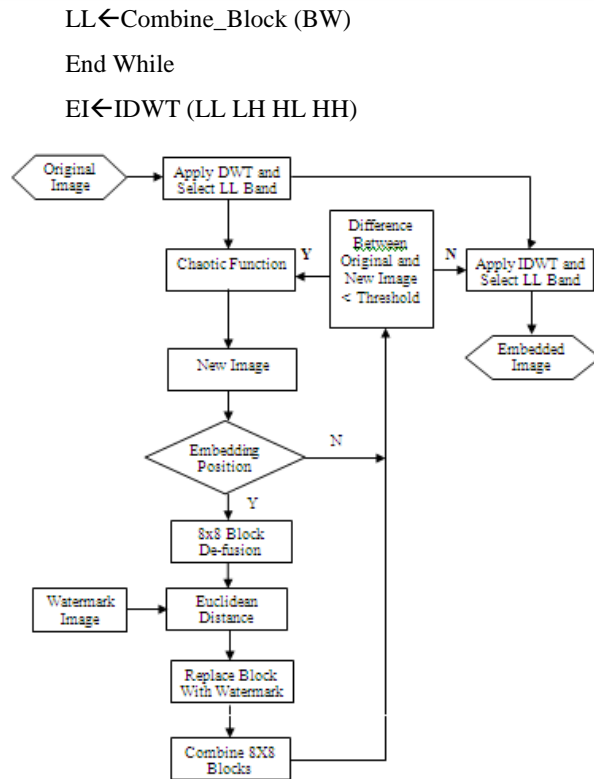 LL←Combine_Block (BW)
End While
EI←IDWT (LL LH HL HH)
Original
Image
Apply DWT and
Select LL Band
Difference
Between
Original and
New Image
< Threshold
Y
N
Chaotic Function
Apply IDWT and
Select LL Band
New Image
Embedded
Image
Embedding
Position
N
Y
8x8 Block
De-fusion
Watermark
Image
Euclidean
Distance
Replace Block
With Watermark
Combine 8X8
Blocks